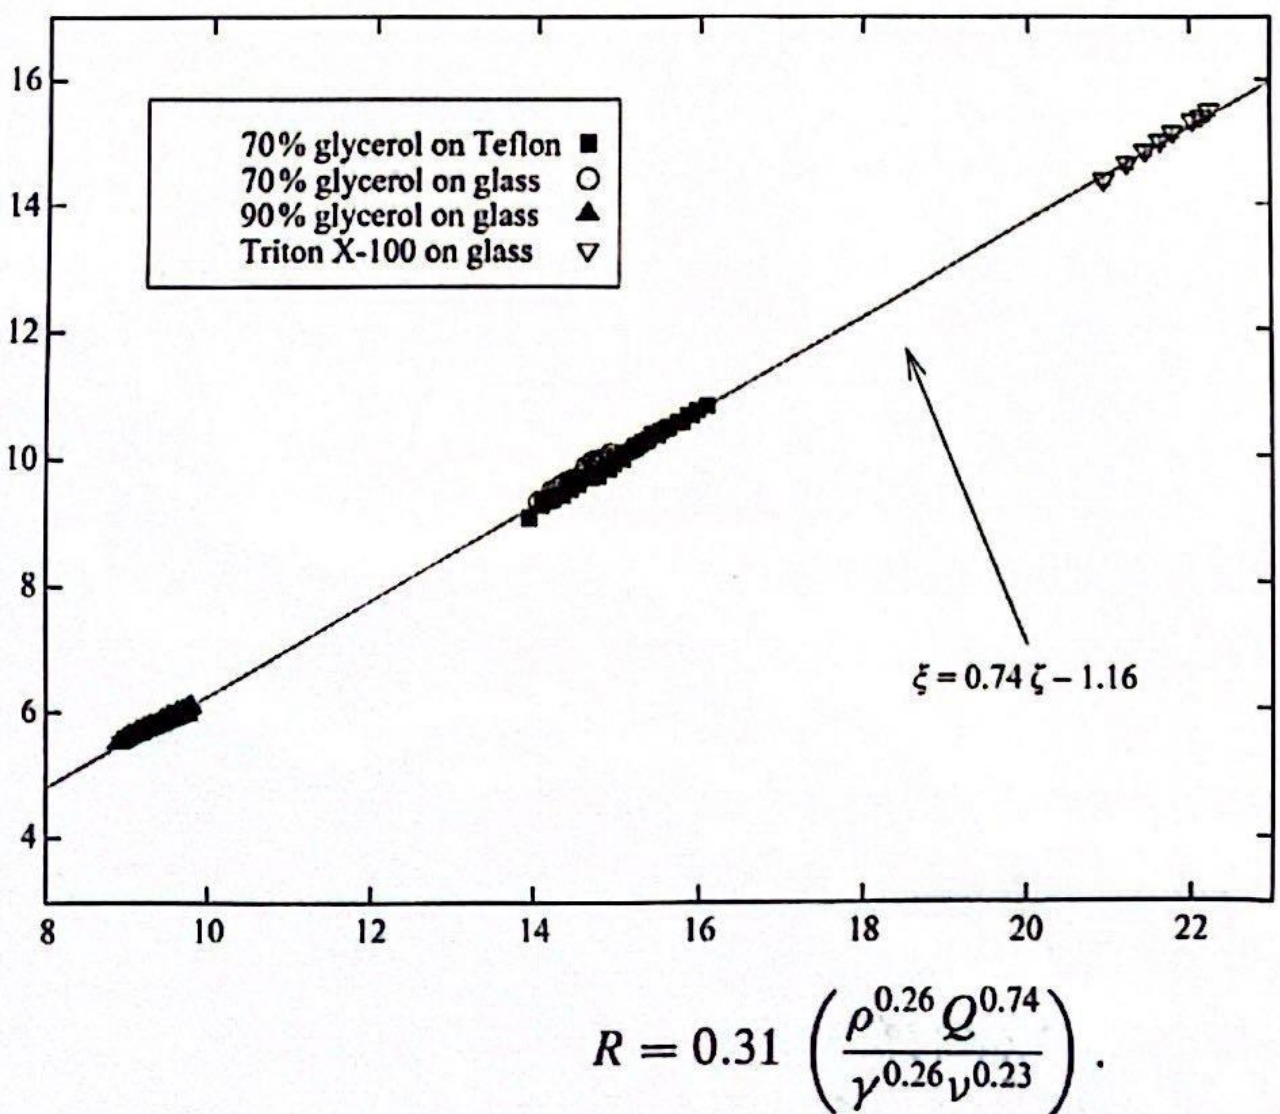 16
70% glycerol on Teflon ■
70% glycerol on glass ○
90% glycerol on glass ▲
Triton X-100 on glass ▽
14
12
10
8
ξ = 0.74 ζ – 1.16
6
4
8 10 12 14 16 18 20 22
R = 0.31 (ρ^0.26 Q^0.74 / γ^0.26 ν^0.23) .